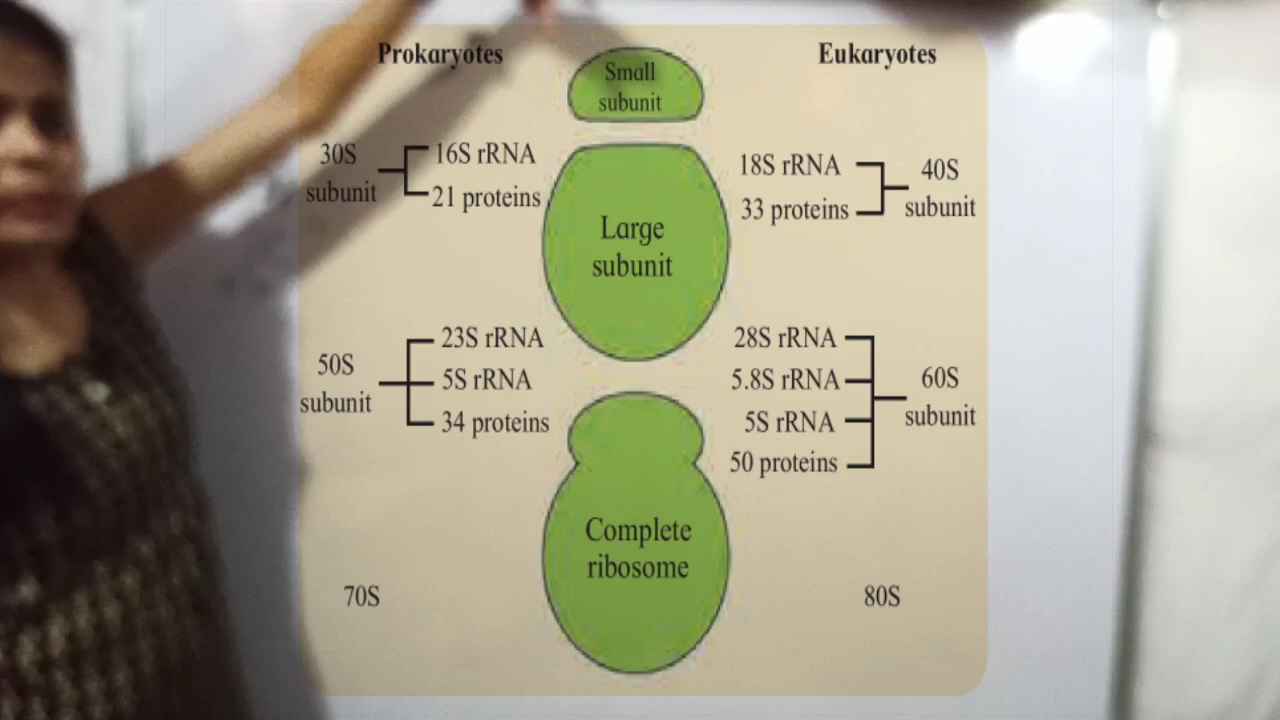 Prokaryotes
Eukaryotes
Small
subunit
30S
subunit
16S rRNA
21 proteins
18S rRNA
33 proteins
40S
subunit
Large
subunit
50S
subunit
23S rRNA
5S rRNA
34 proteins
28S rRNA
5.8S rRNA
5S rRNA
50 proteins
60S
subunit
Complete
ribosome
70S
80S